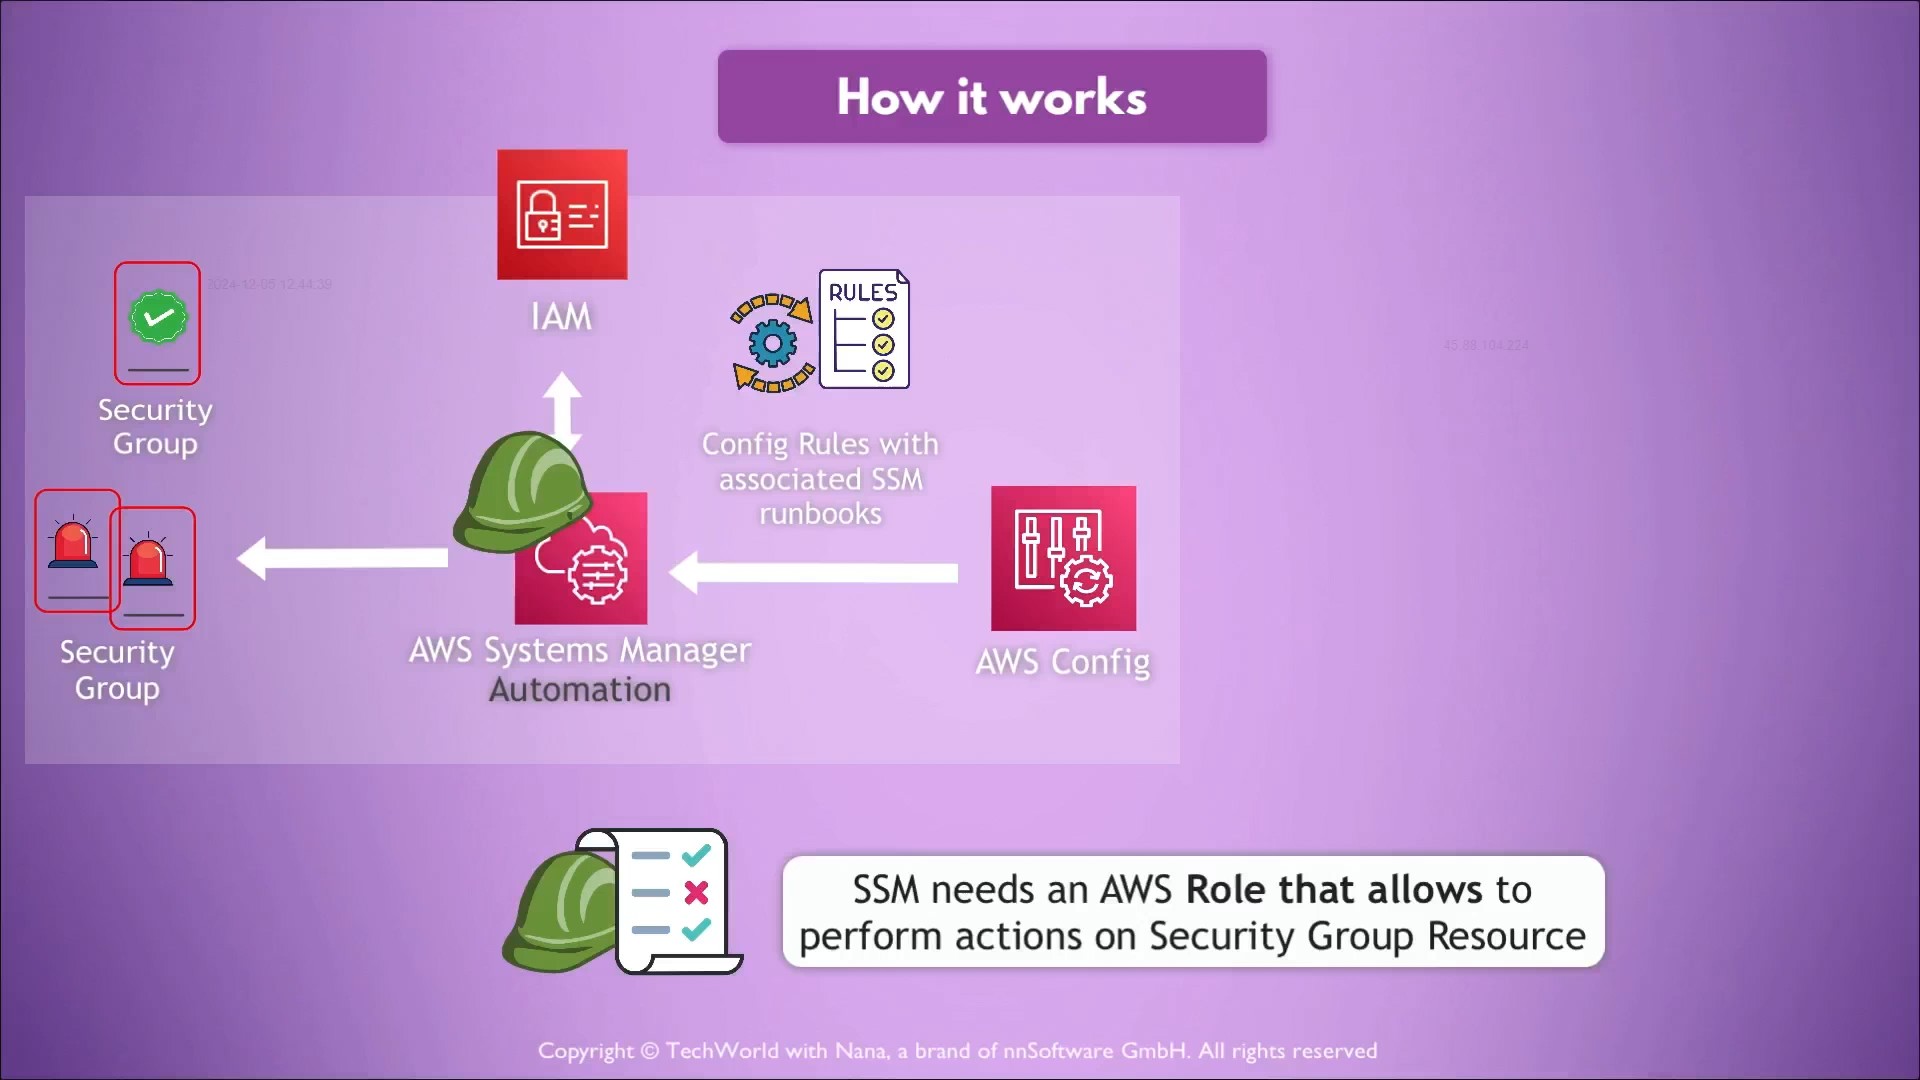 How it works
IAM
RULES
2024-12-05 12:44:39
45.88.104.224
Security
Group
Config Rules with
associated SSM
runbooks
Security
Group
AWS Systems Manager
Automation
AWS Config
SSM needs an AWS Role that allows to
perform actions on Security Group Resource
Copyright © TechWorld with Nana, a brand of nnSoftware GmbH. All rights reserved